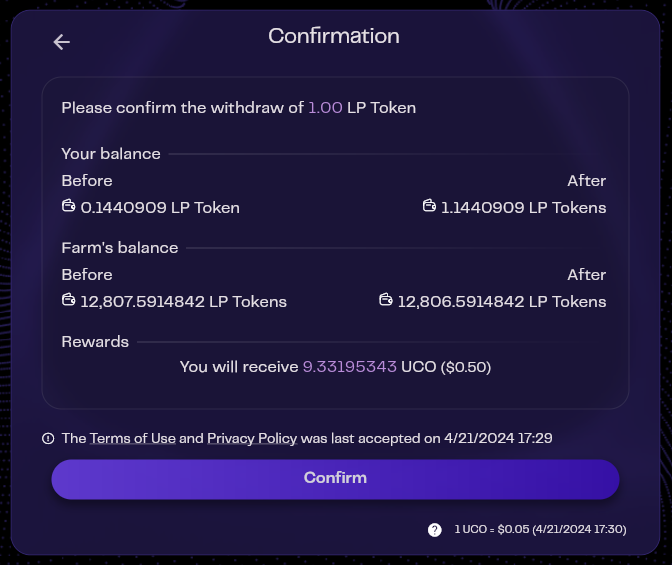 Confirmation
Please confirm the withdraw of 1.00 LP Token
Your balance
Before After
0.1440909 LP Token 1.1440909 LP Tokens
Farm's balance
Before After
12,807.5914842 LP Tokens 12,806.5914842 LP Tokens
Rewards
You will receive 9.33195343 UCO ($0.50)
The Terms of Use and Privacy Policy was last accepted on 4/21/2024 17:29
Confirm
1 UCO = $0.05 (4/21/2024 17:30)